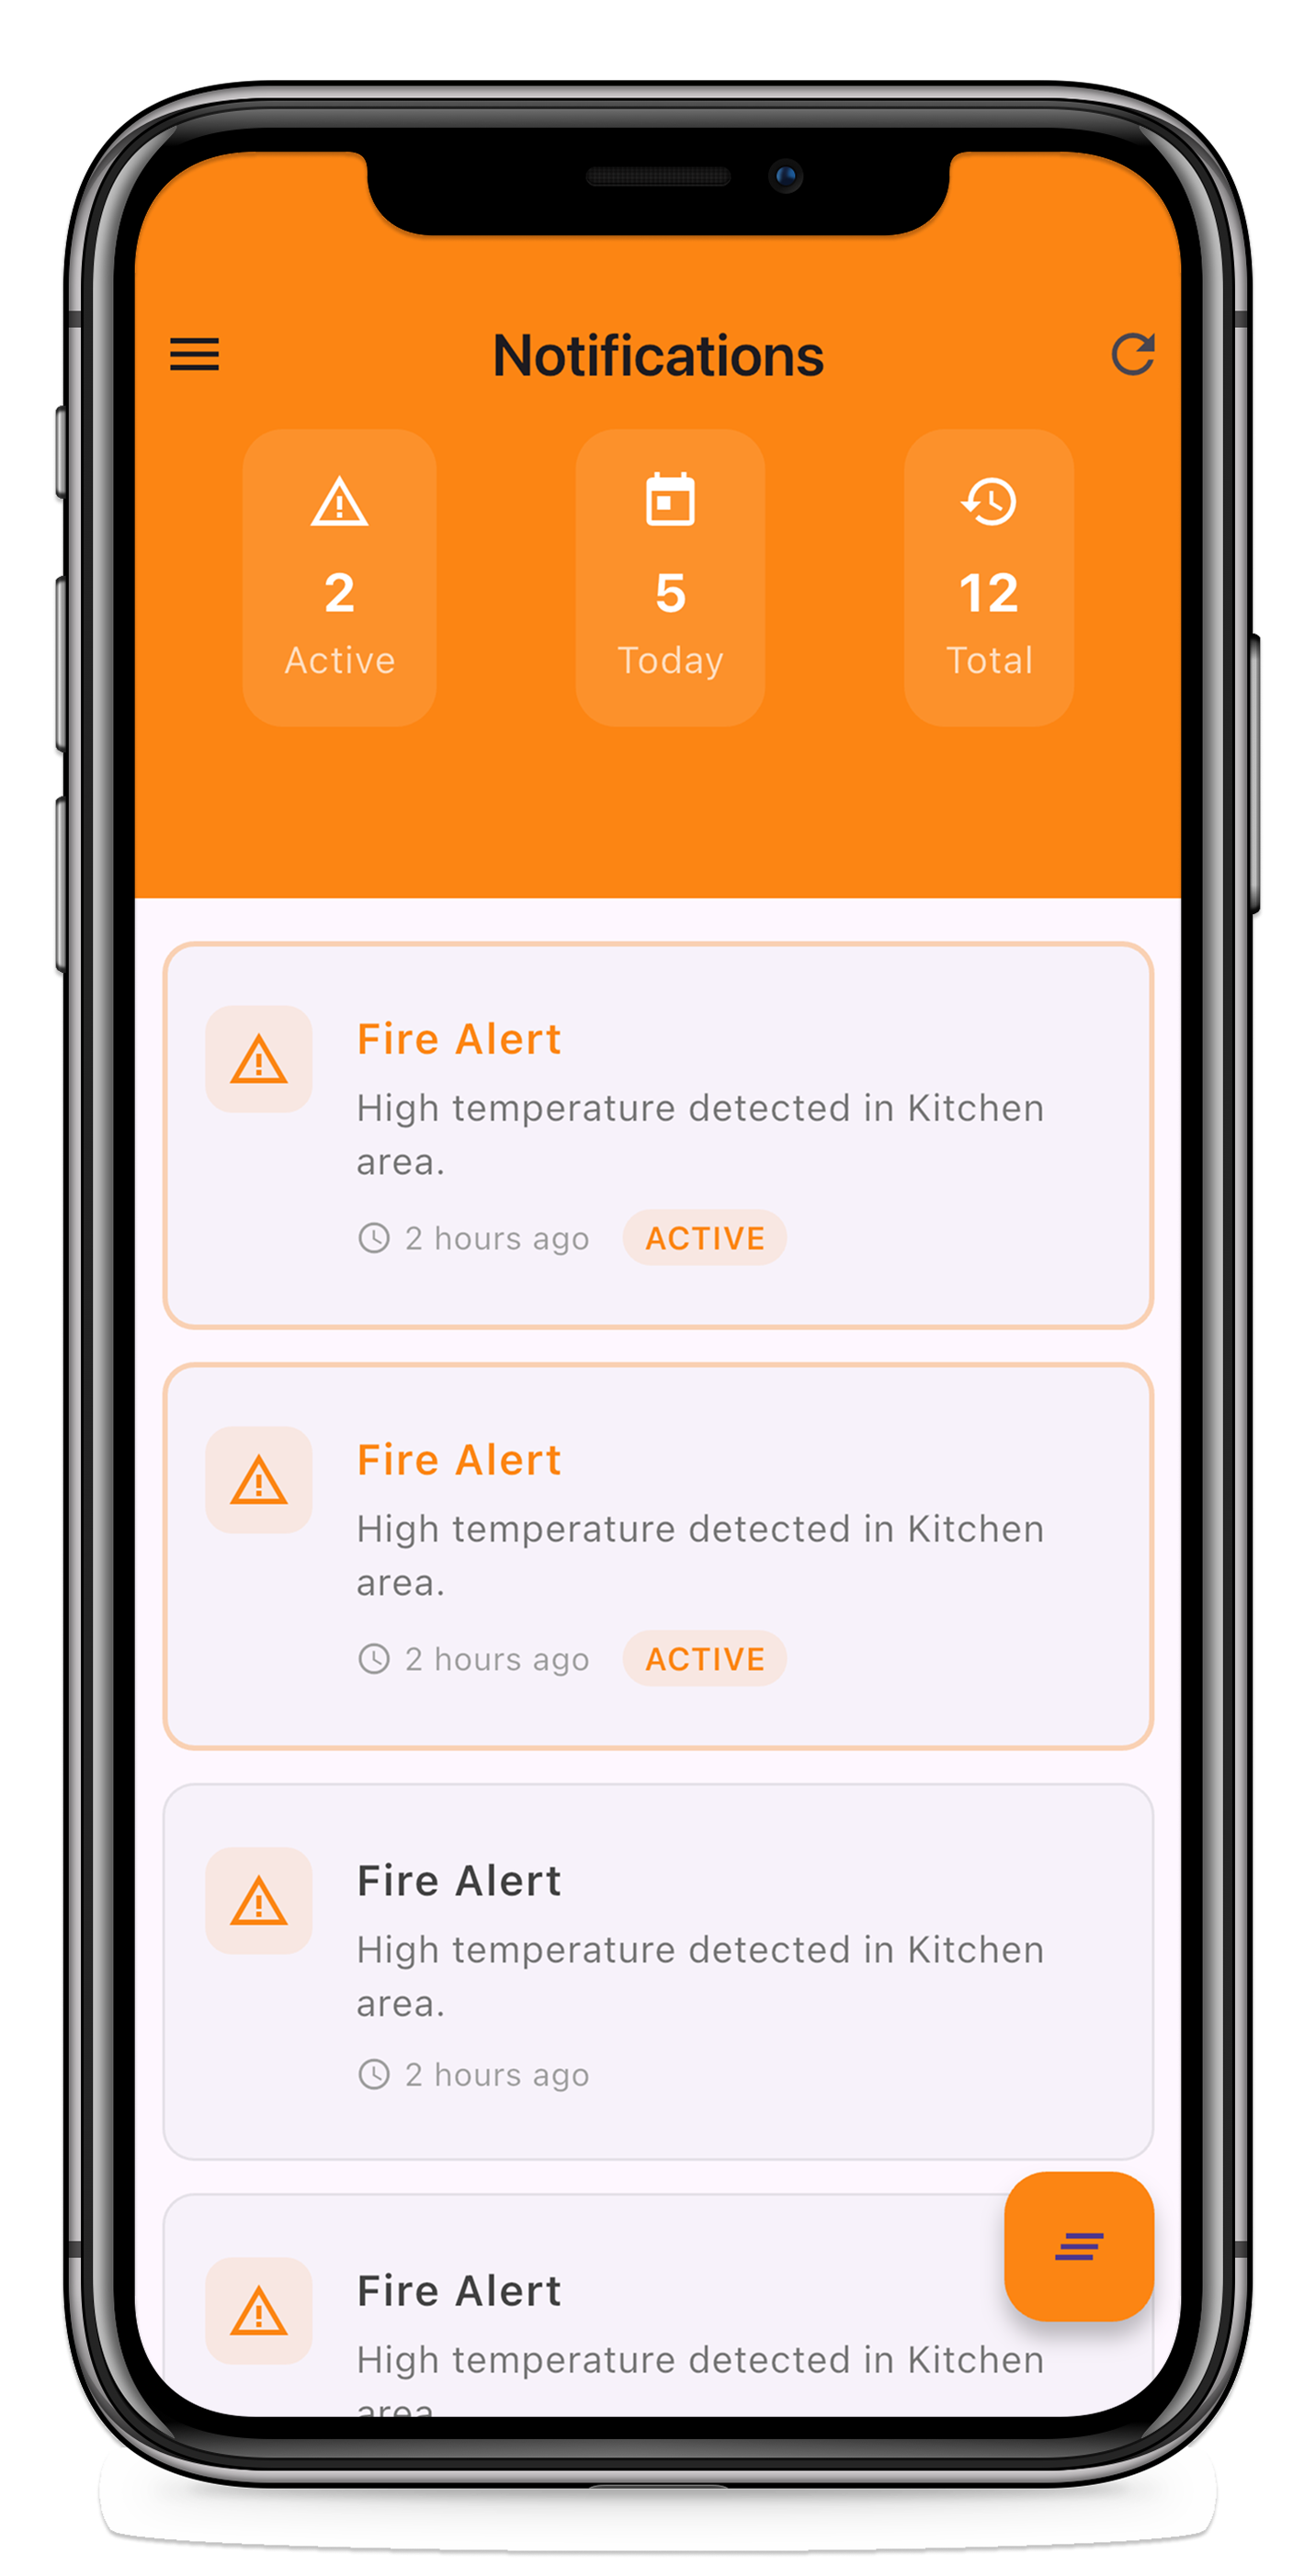 Notifications
2
5
12
Active
Today
Total
Fire Alert
High temperature detected in Kitchen
area.
2 hours ago ACTIVE
Fire Alert
High temperature detected in Kitchen
area.
2 hours ago ACTIVE
Fire Alert
High temperature detected in Kitchen
area.
2 hours ago
Fire Alert
High temperature detected in Kitchen
area